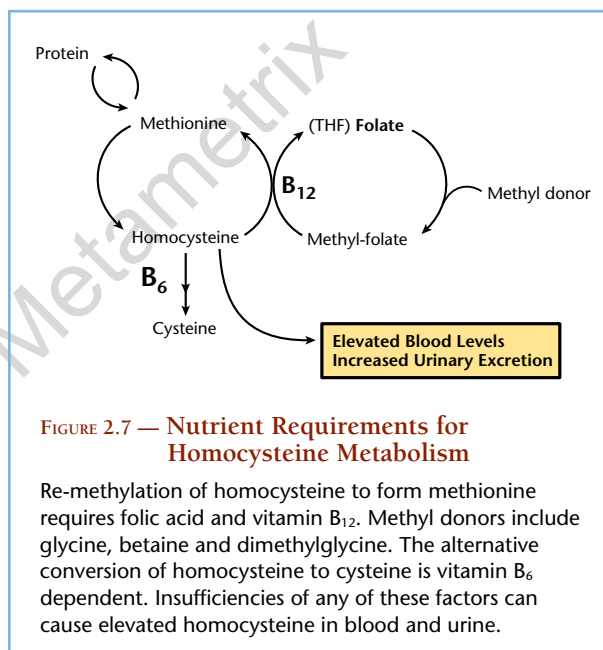 Metametrix
Protein
Methionine
(THF) Folate
B12
Methyl donor
Homocysteine
Methyl-folate
B6
Cysteine
Elevated Blood Levels
Increased Urinary Excretion
FIGURE 2.7 — Nutrient Requirements for
Homocysteine Metabolism
Re-methylation of homocysteine to form methionine
requires folic acid and vitamin B12. Methyl donors include
glycine, betaine and dimethylglycine. The alternative
conversion of homocysteine to cysteine is vitamin B6
dependent. Insufficiencies of any of these factors can
cause elevated homocysteine in blood and urine.